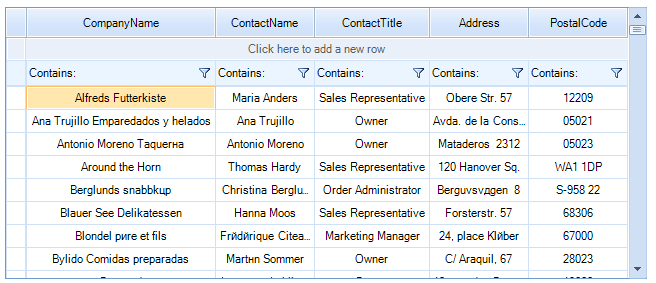 CompanyName ContactName ContactTitle Address PostalCode
Click here to add a new row
Contains: Contains: Contains: Contains: Contains:
Alfreds Futterkiste Maria Anders Sales Representative Obere Str. 57 12209
Ana Trujillo Emparedados y helados Ana Trujillo Owner Avda. de la Cons... 05021
Antonio Moreno Taquerнa Antonio Moreno Owner Mataderos 2312 05023
Around the Horn Thomas Hardy Sales Representative 120 Hanover Sq. WA1 1DP
Berglunds snabbkцp Christina Berglu... Order Administrator Berguvsvдgen 8 S-958 22
Blauer See Delikatessen Hanna Moos Sales Representative Forsterstr. 57 68306
Blondel pиre et fils Frйdйrique Citea... Marketing Manager 24, place Klйber 67000
Bylido Comidas preparadas Martнn Sommer Owner C/ Araquil, 67 28023